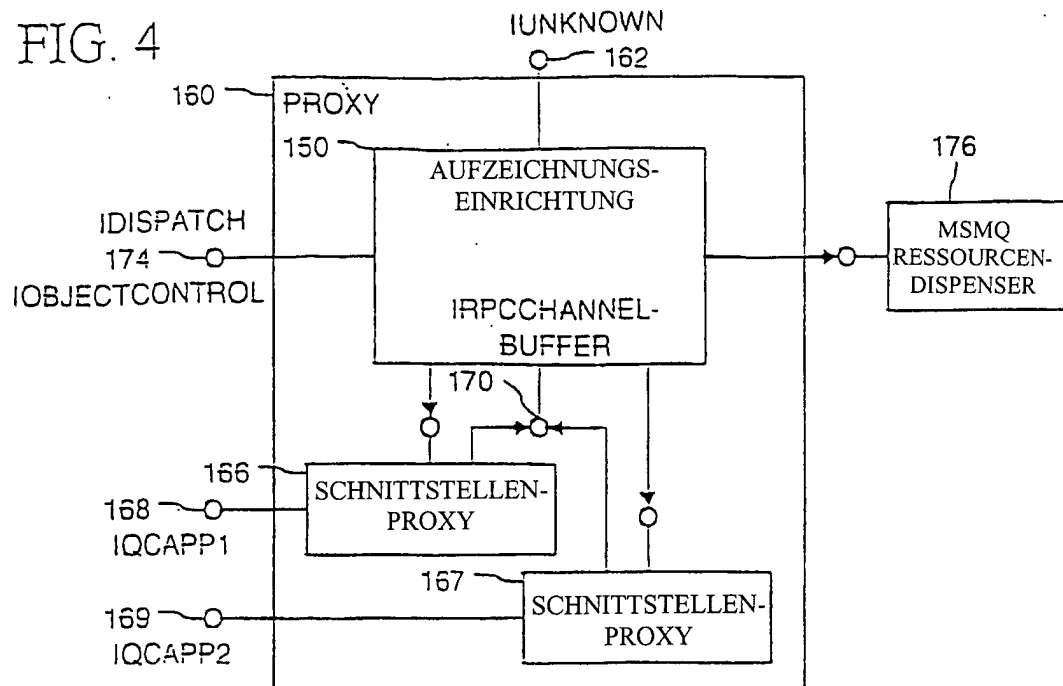 FIG. 4
IUNKNOWN
162
160
PROXY
150
AUFZEICHNUNGS-
EINRICHTUNG
176
MSMQ
RESSOURCEN-
DISPENSER
IDISPATCH
174
IOBJECTCONTROL
IRPCCHANNEL-
BUFFER
170
166
SCHNITTSTELLEN-
PROXY
168
IQCAPP1
167
SCHNITTSTELLEN-
PROXY
169
IQCAPP2